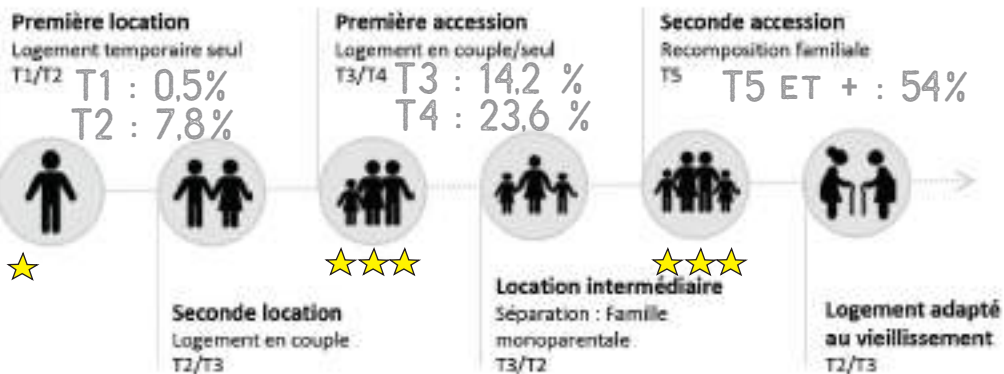 Première location
Logement temporaire seul
T1/T2
T1 : 0,5%
T2 : 7,8%
Première accession
Logement en couple/seul
T3/T4
T3 : 14,2 %
T4 : 23,6 %
Seconde accession
Recomposition familiale
T5
T5 ET + : 54%
Seconde location
Logement en couple
T2/T3
Location intermédiaire
Séparation : Famille
monoparentale
T3/T2
Logement adapté
au vieillissement
T2/T3